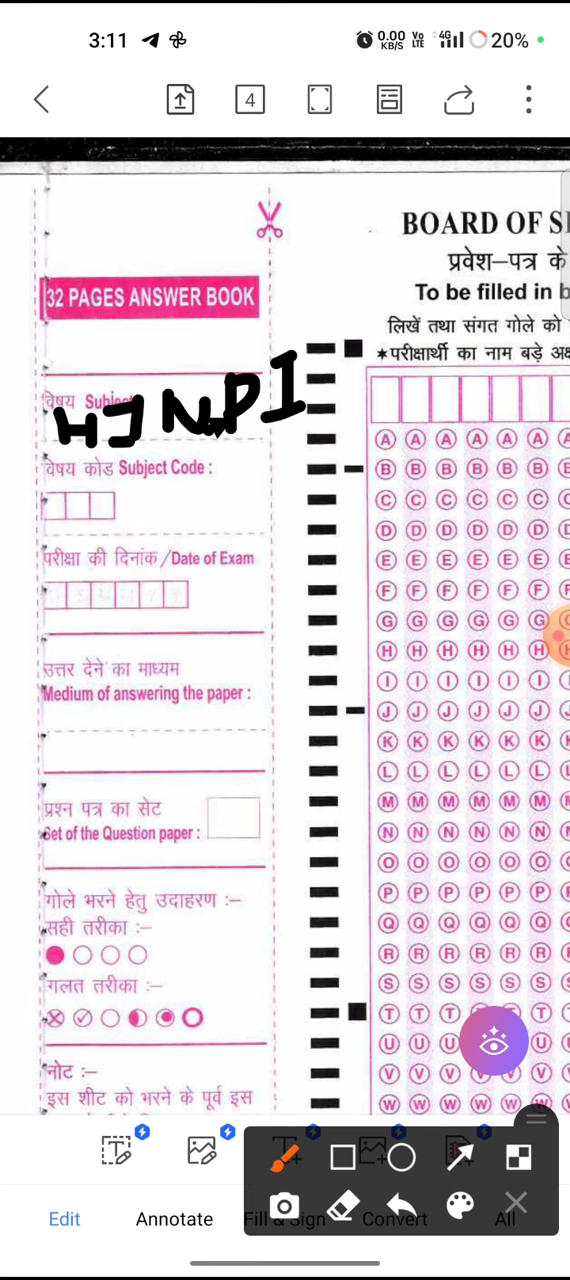 3:11
0.00 KB/S
Vo LTE
4G
20%
4
BOARD OF
प्रवेश–पत्र के
To be filled in
32 PAGES ANSWER BOOK
लिखें तथा संगत गोले को
*परीक्षार्थी का नाम बड़े
विषय Subject
विषय कोड Subject Code :
परीक्षा की दिनांक/Date of Exam
उत्तर देने का माध्यम
Medium of answering the paper :
प्रश्न पत्र का सेट
Set of the Question paper :
गोले भरने हेतु उदाहरण :–
सही तरीका :–
गलत तरीका :–
नोट :–
इस शीट को भरने के पूर्व इस
A A A A A A
B B B B B B
C C C C C C
D D D D D D
E E E E E E
F F F F F F
G G G G G G
H H H H H H
I I I I I I
J J J J J J
K K K K K K
L L L L L L
M M M M M M
N N N N N N
O O O O O O
P P P P P P
Q Q Q Q Q Q
R R R R R R
S S S S S S
T T T T T
U U U U U
V V V V V V
W W W W W W
Edit Annotate Fill & Sign Convert All